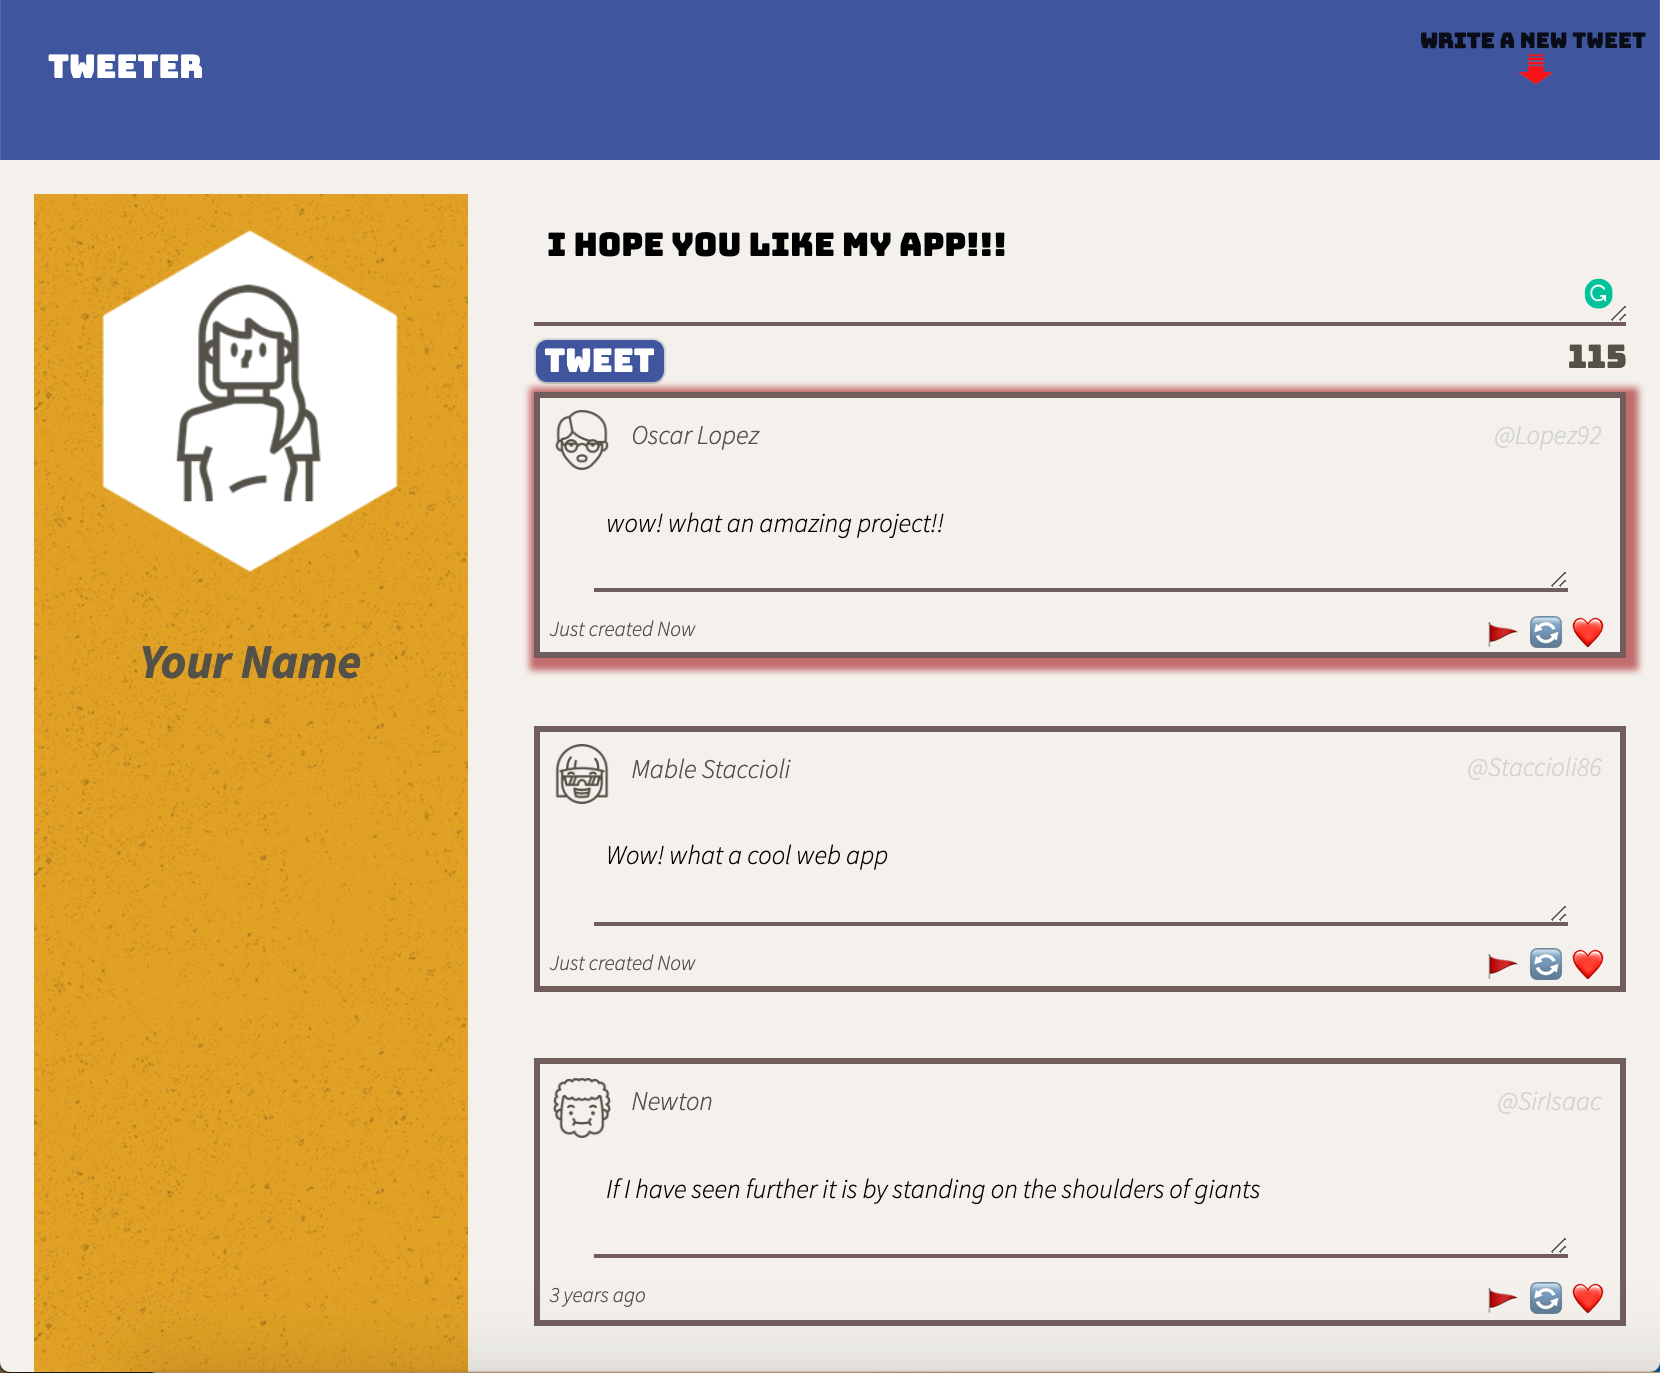 TWEETER
WRITE A NEW TWEET
Your Name
I HOPE YOU LIKE MY APP!!!
TWEET
115
Oscar Lopez
@Lopez92
wow! what an amazing project!!
Just created Now
Mable Staccioli
@Staccioli86
Wow! what a cool web app
Just created Now
Newton
@SirIsaac
If I have seen further it is by standing on the shoulders of giants
3 years ago